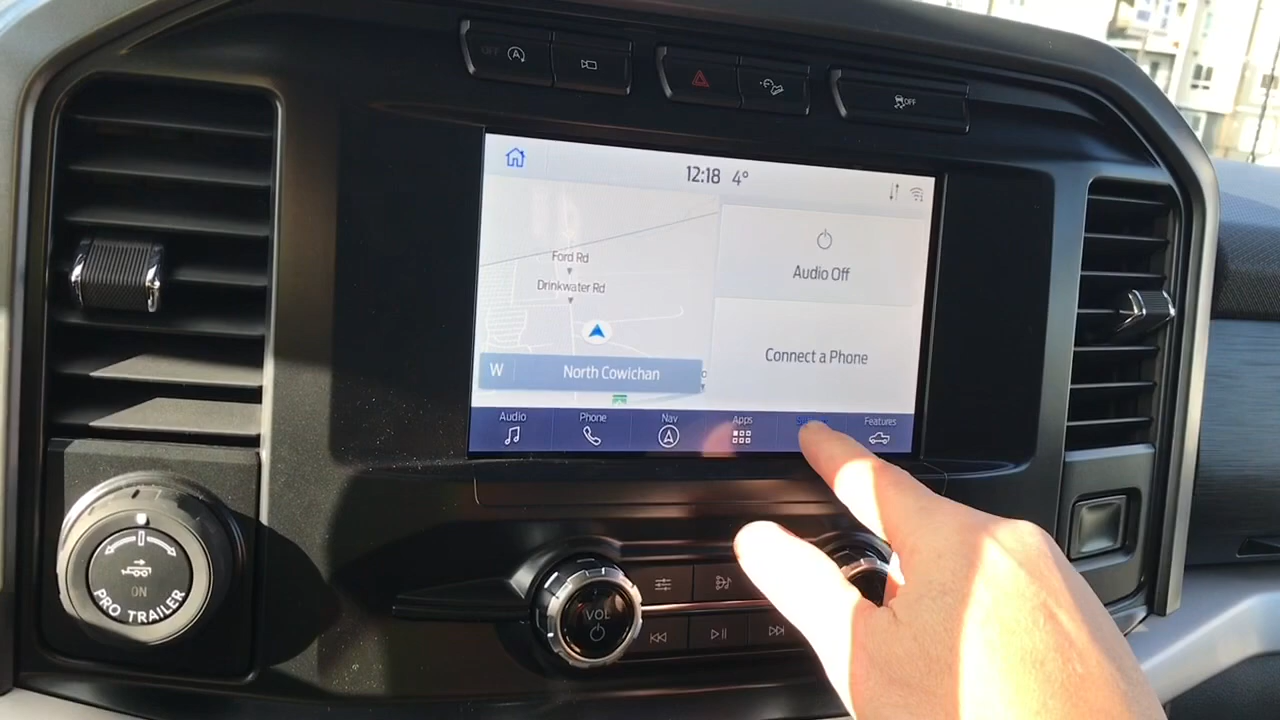 OFF
OFF
12:18 4°
Ford Rd
Drinkwater Rd
Audio Off
Connect a Phone
W North Cowichan
Audio Phone Nav Apps Features
ON
PRO TRAILER
VOL